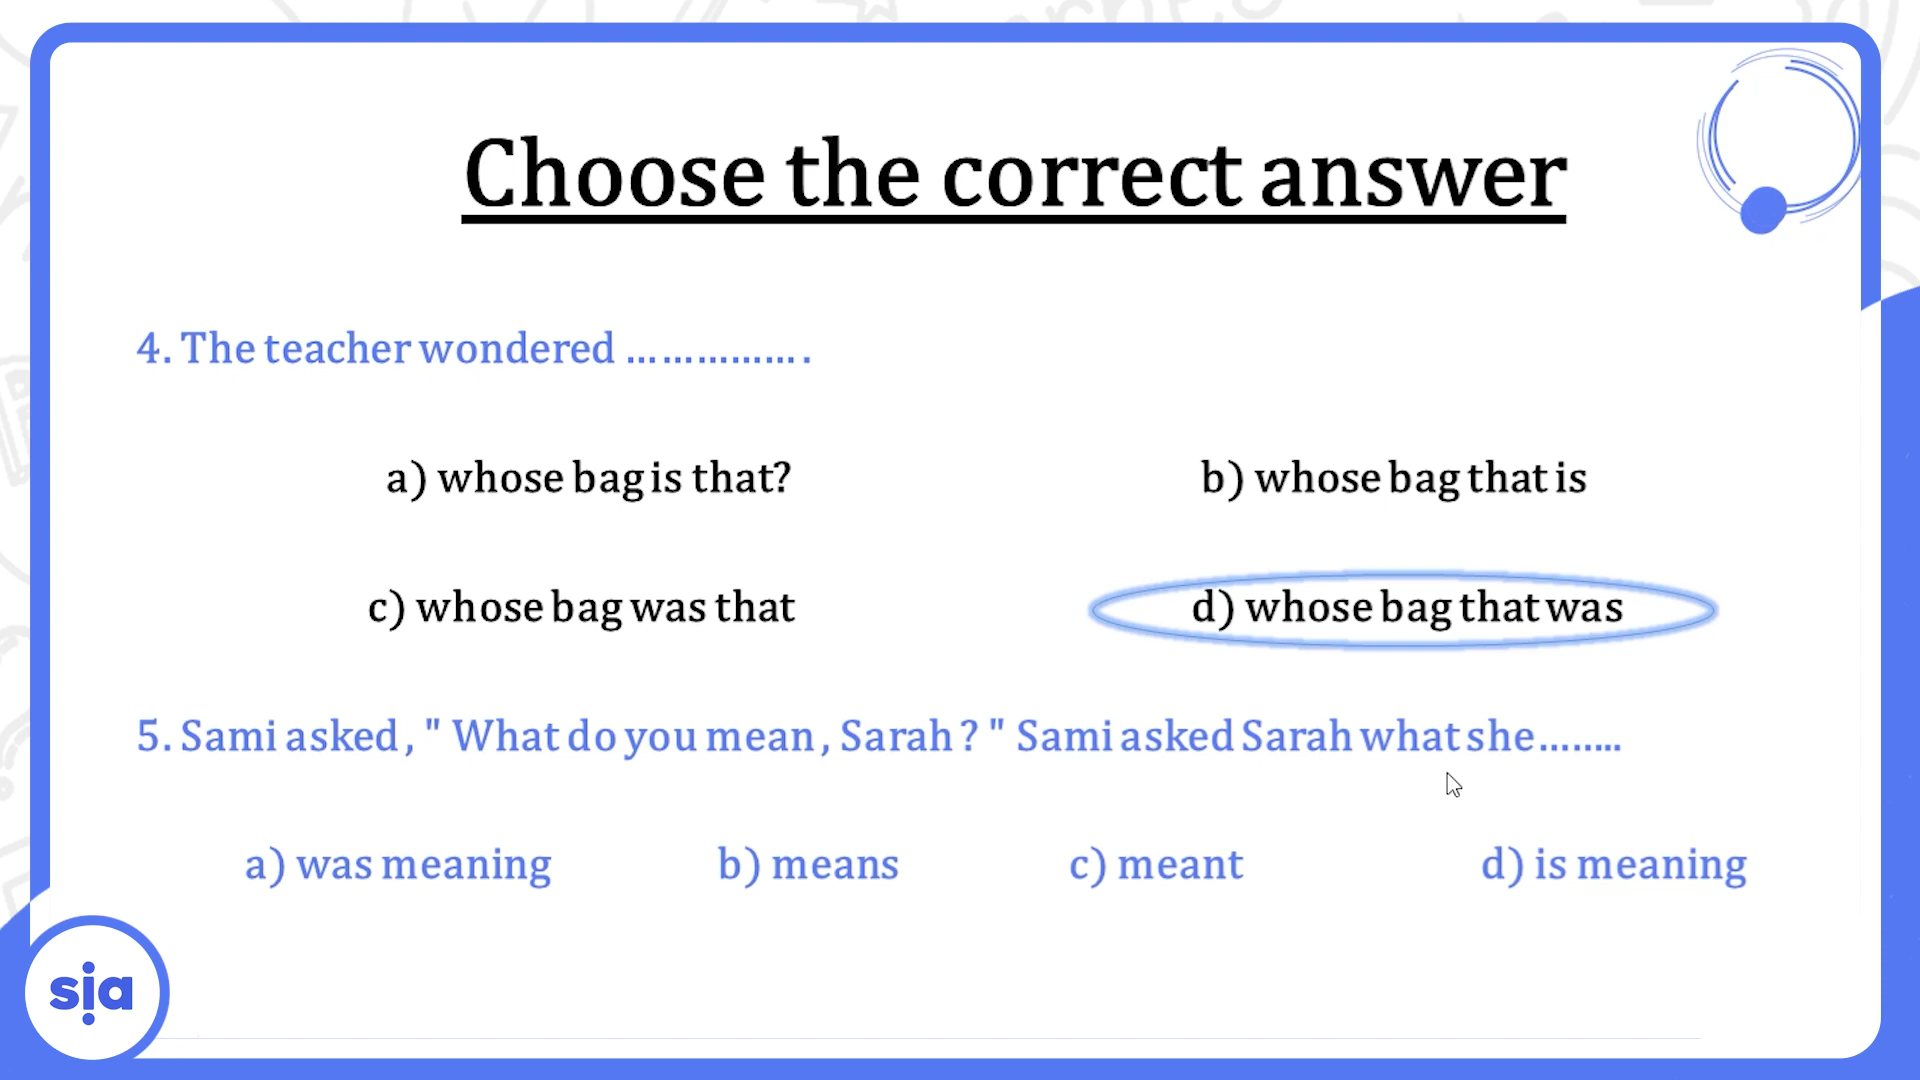 Choose the correct answer
4. The teacher wondered ................
a) whose bag is that?
b) whose bag that is
c) whose bag was that
d) whose bag that was
5. Sami asked, " What do you mean, Sarah ? " Sami asked Sarah what she........
a) was meaning
b) means
c) meant
d) is meaning
sia